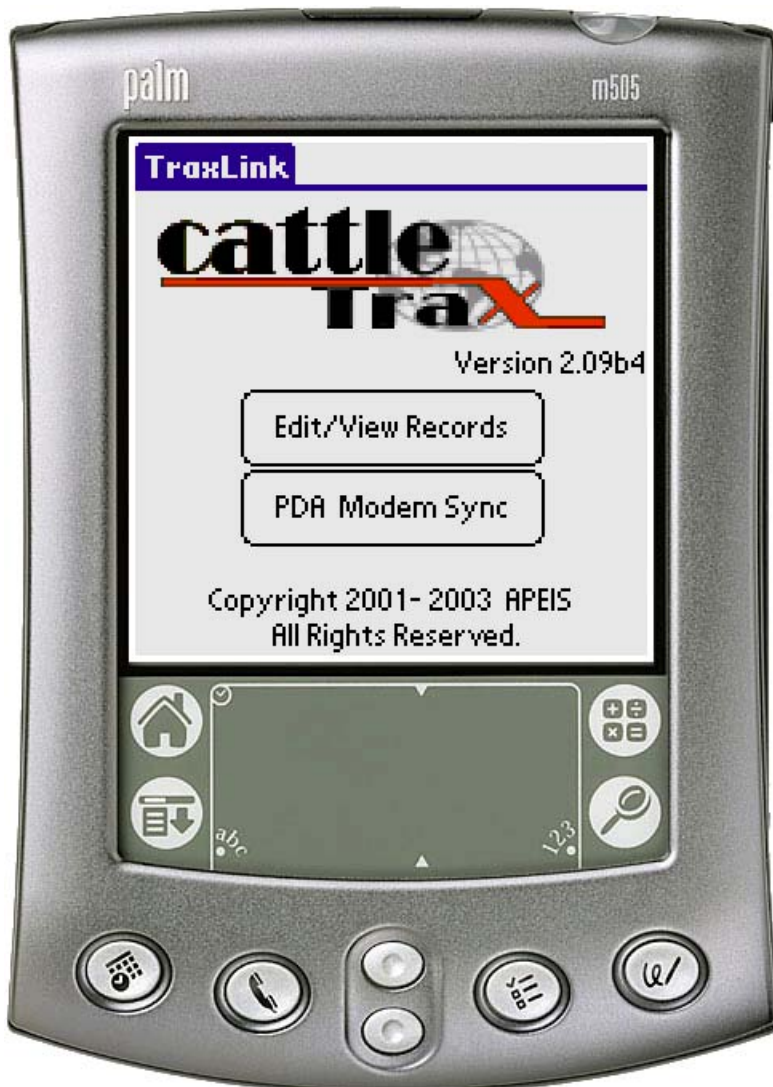 palm
m505
TraxLink
cattle
Trax
Version 2.09b4
Edit/View Records
PDA Modem Sync
Copyright 2001-2003 APEIS
All Rights Reserved.
abc
123